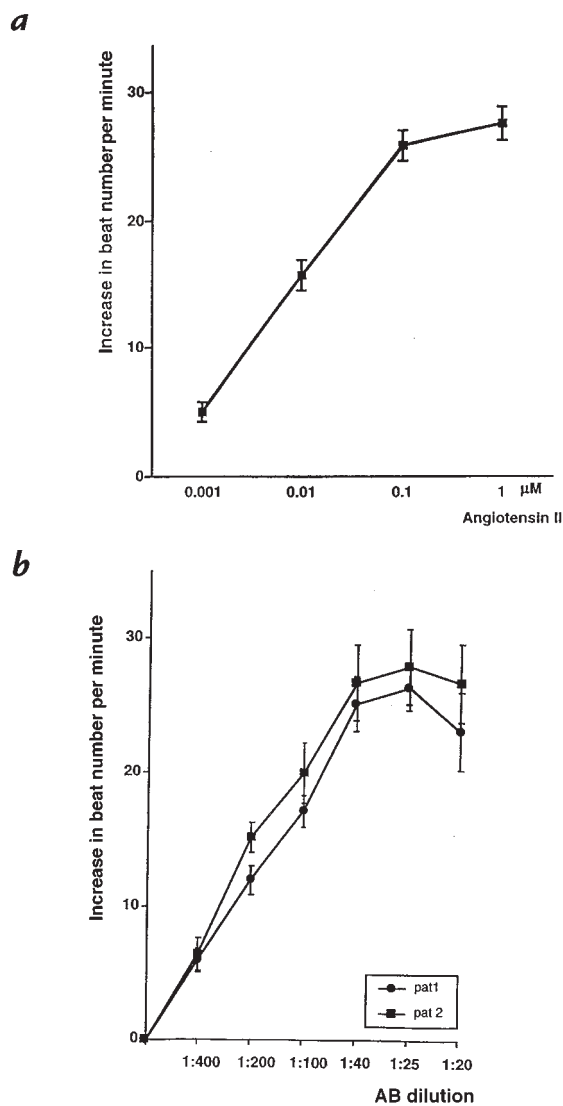 a
Increase in beat number per minute
30
20
10
0
0.001 0.01 0.1 1 μM
Angiotensin II
b
Increase in beat number per minute
30
20
10
0
pat1
pat 2
1:400 1:200 1:100 1:40 1:25 1:20
AB dilution